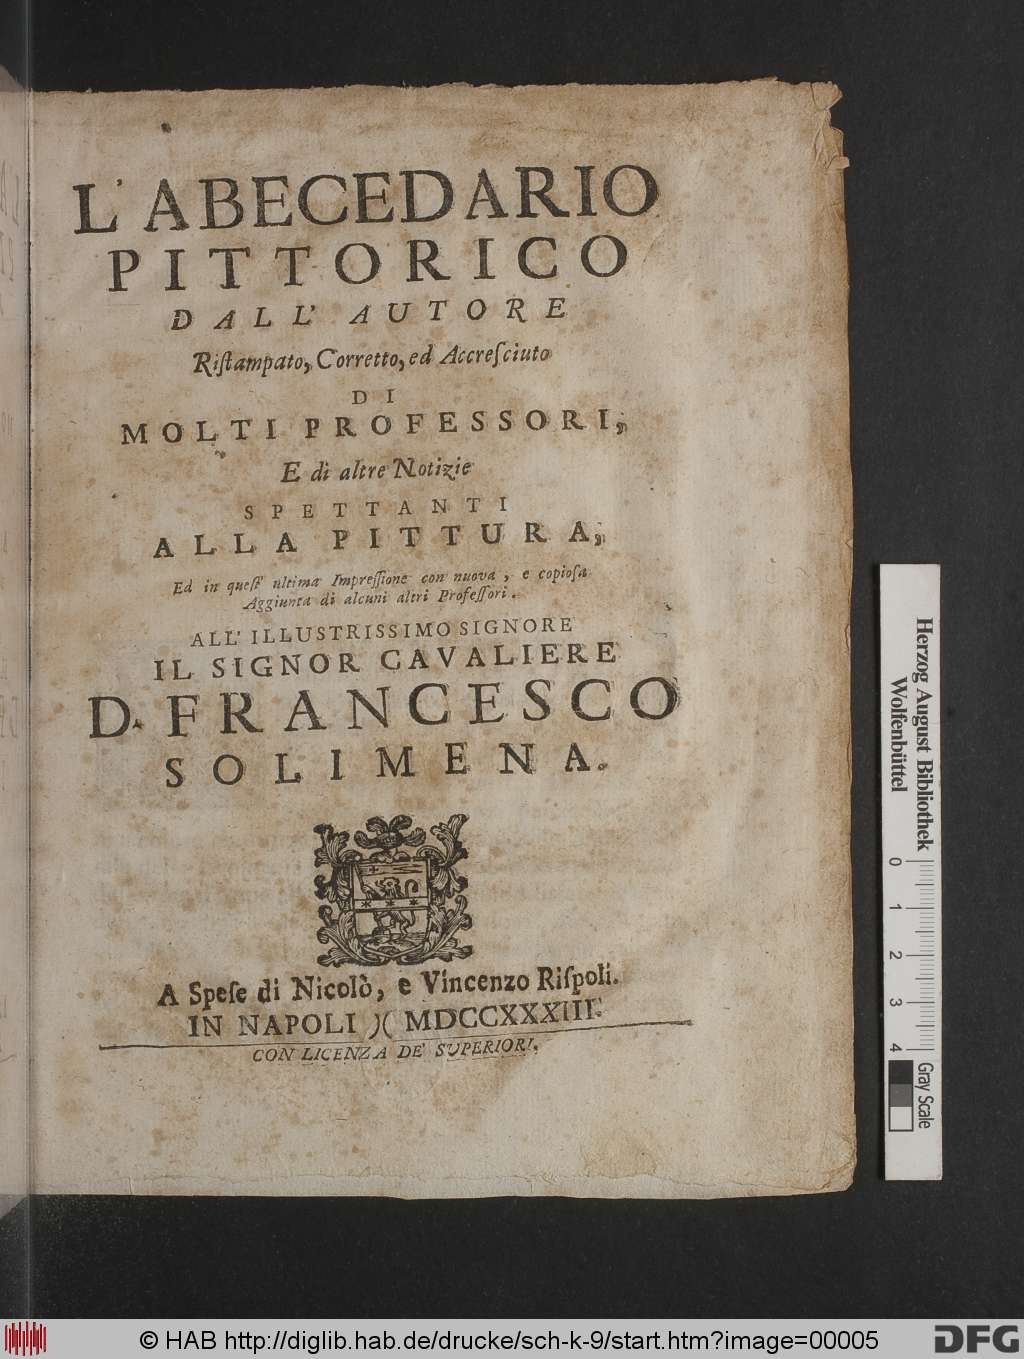 L'ABECEDARIO
PITTORICO
DALL' AUTORE
Riſtampato, Corretto, ed Accreſciuto
DI
MOLTI PROFESSORI,
E di altre Notizie
SPETTANTI
ALLA PITTURA,
Ed in queſt' ultima Impreſſione con nuova, e copioſa
Aggiunta di alcuni altri Profeſſori.
ALL' ILLUSTRISSIMO SIGNORE
IL SIGNOR CAVALIERE
D. FRANCESCO
SOLIMENA.
A Speſe di Nicolò, e Vincenzo Riſpoli.
IN NAPOLI )( MDCCXXXIII.
CON LICENZA DE' SUPERIORI.
Herzog August Bibliothek
Wolfenbüttel
0
1
2
3
4
Gray Scale
© HAB http://diglib.hab.de/drucke/sch-k-9/start.htm?image=00005
DFG